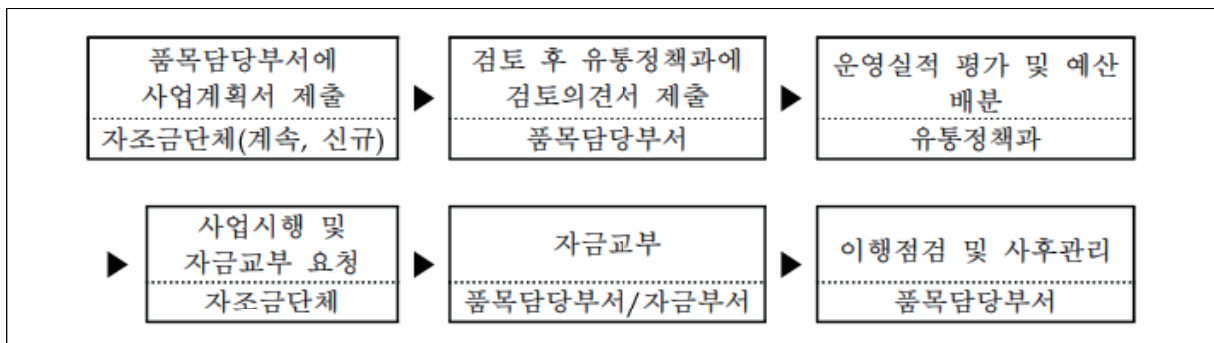 품목담당부서에
사업계획서 제출
자조금단체(계속, 신규)
▶
검토 후 유통정책과에
검토의견서 제출
품목담당부서
▶
운영실적 평가 및 예산
배분
유통정책과
▶
사업시행 및
자금교부 요청
자조금단체
▶
자금교부
품목담당부서/자금부서
▶
이행점검 및 사후관리
품목담당부서